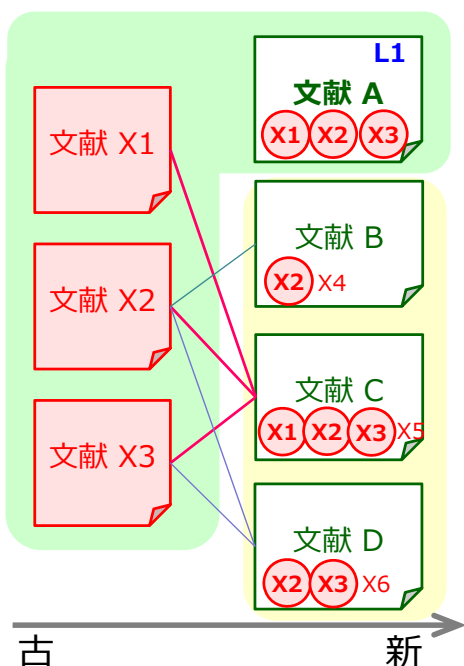 文献 X1
文献 X2
文献 X3
L1
文献 A
X1 X2 X3
文献 B
X2 X4
文献 C
X1 X2 X3 X5
文献 D
X2 X3 X6
古
新